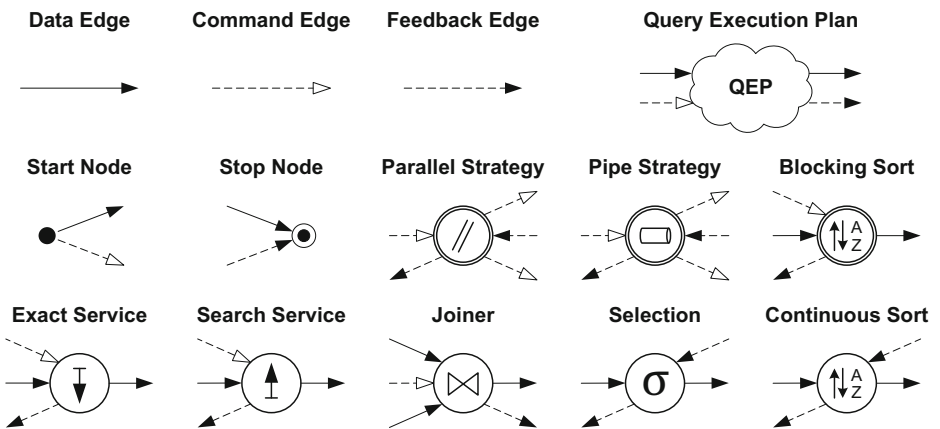 Data Edge Command Edge Feedback Edge Query Execution Plan
QEP
Start Node Stop Node Parallel Strategy Pipe Strategy Blocking Sort
A
Z
Exact Service Search Service Joiner Selection Continuous Sort
σ
A
Z